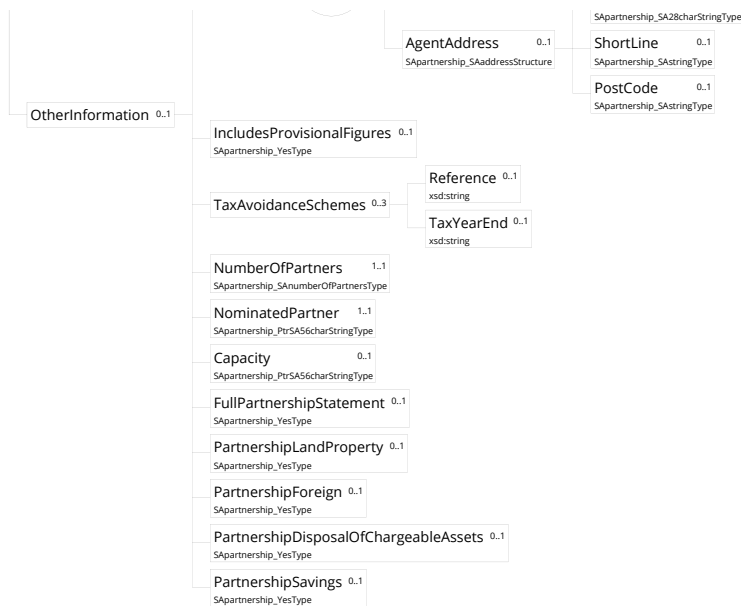 SApartnership_SA28charStringType
AgentAddress 0..1
SApartnership_SAaddressStructure
ShortLine 0..1
SApartnership_SAstringType
PostCode 0..1
SApartnership_SAstringType
OtherInformation 0..1
IncludesProvisionalFigures 0..1
SApartnership_YesType
TaxAvoidanceSchemes 0..3
Reference 0..1
xsd:string
TaxYearEnd 0..1
xsd:string
NumberOfPartners 1..1
SApartnership_SAnumberOfPartnersType
NominatedPartner 1..1
SApartnership_PtrSA56charStringType
Capacity 0..1
SApartnership_PtrSA56charStringType
FullPartnershipStatement 0..1
SApartnership_YesType
PartnershipLandProperty 0..1
SApartnership_YesType
PartnershipForeign 0..1
SApartnership_YesType
PartnershipDisposalOfChargeableAssets 0..1
SApartnership_YesType
PartnershipSavings 0..1
SApartnership_YesType